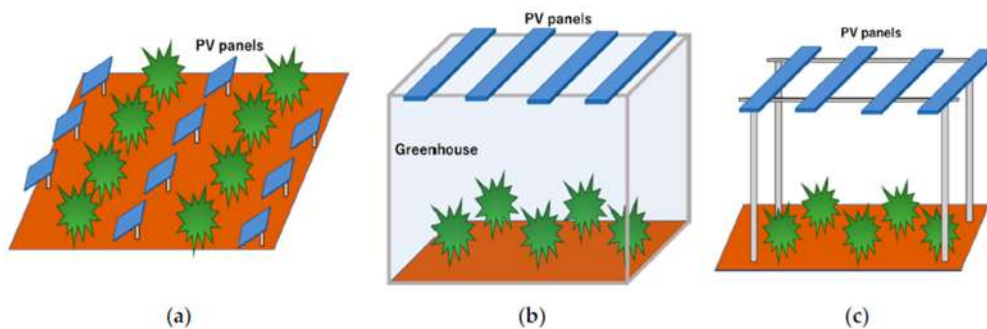 PV panels
PV panels
PV panels
Greenhouse
(a)
(b)
(c)